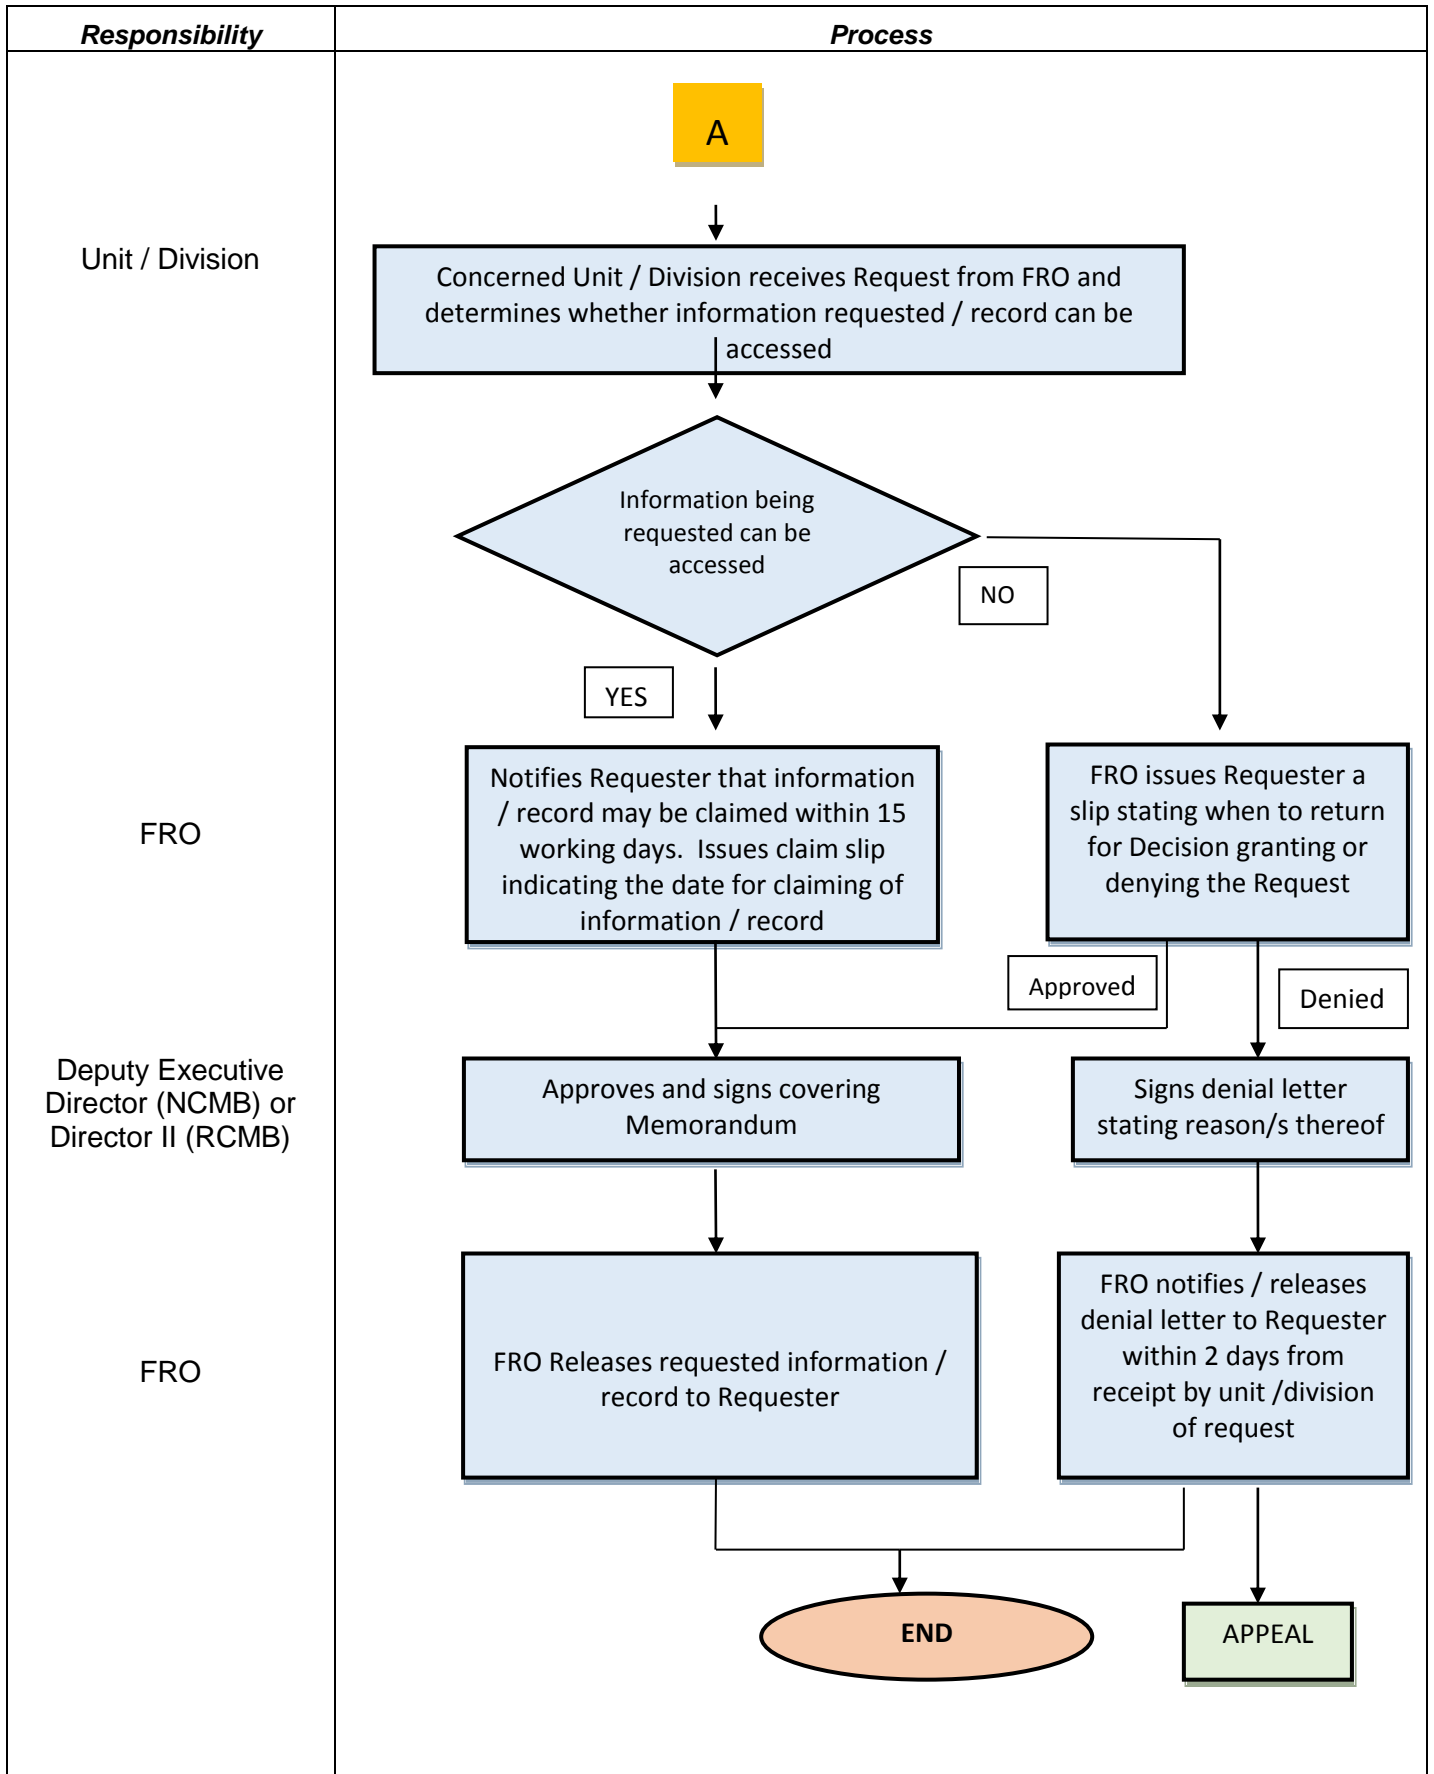 Responsibility
Process
A
Unit / Division
Concerned Unit / Division receives Request from FRO and
determines whether information requested / record can be
accessed
Information being
requested can be
accessed
NO
YES
FRO
Notifies Requester that information
/ record may be claimed within 15
working days.  Issues claim slip
indicating the date for claiming of
information / record
FRO issues Requester a
slip stating when to return
for Decision granting or
denying the Request
Approved
Denied
Deputy Executive
Director (NCMB) or
Director II (RCMB)
Approves and signs covering
Memorandum
Signs denial letter
stating reason/s thereof
FRO
FRO Releases requested information /
record to Requester
FRO notifies / releases
denial letter to Requester
within 2 days from
receipt by unit /division
of request
END
APPEAL